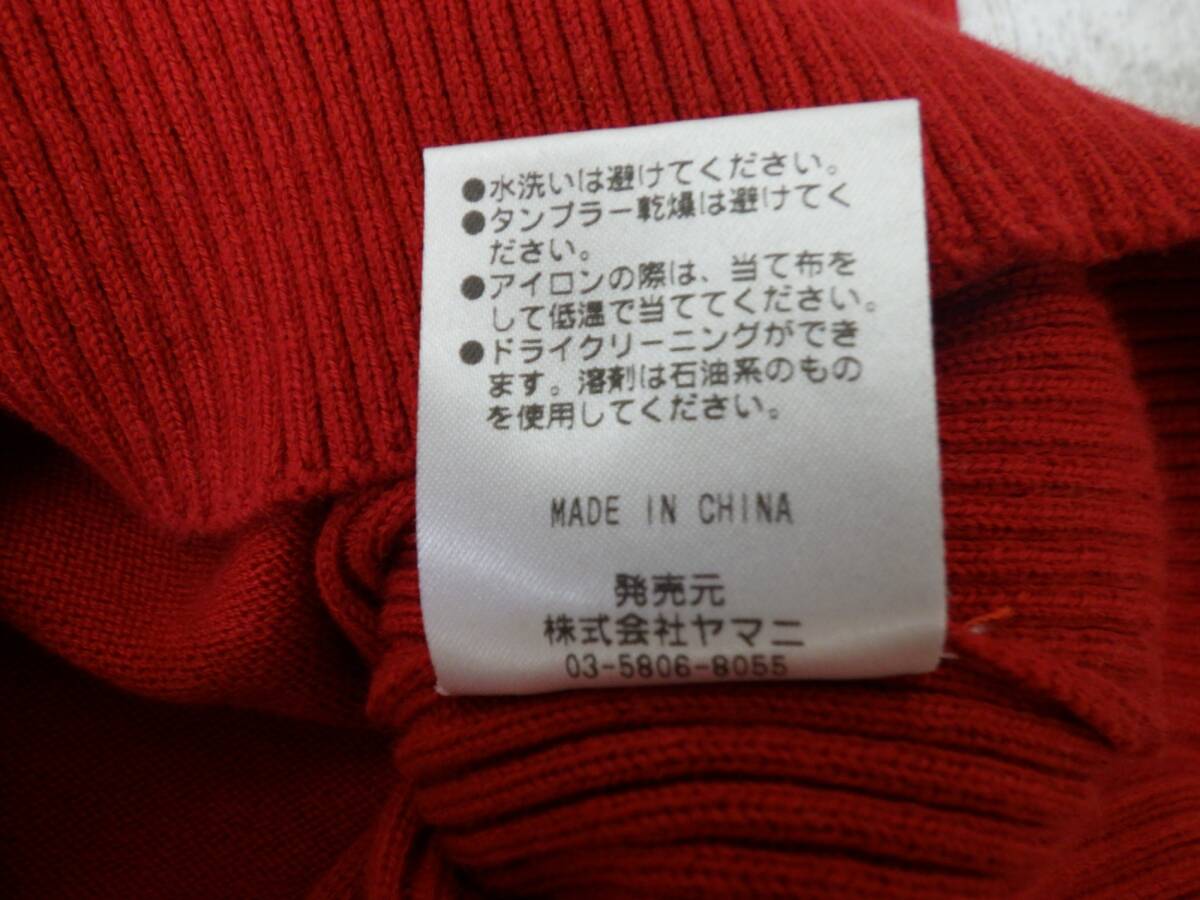 ●水洗いは避けてください。
●タンブラー乾燥は避けてく
ださい。
●アイロンの際は、当て布を
して低温で当ててください。
●ドライクリーニングができ
ます。溶剤は石油系のもの
を使用してください。
MADE IN CHINA
発売元
株式会社ヤマニ
03-5806-8055